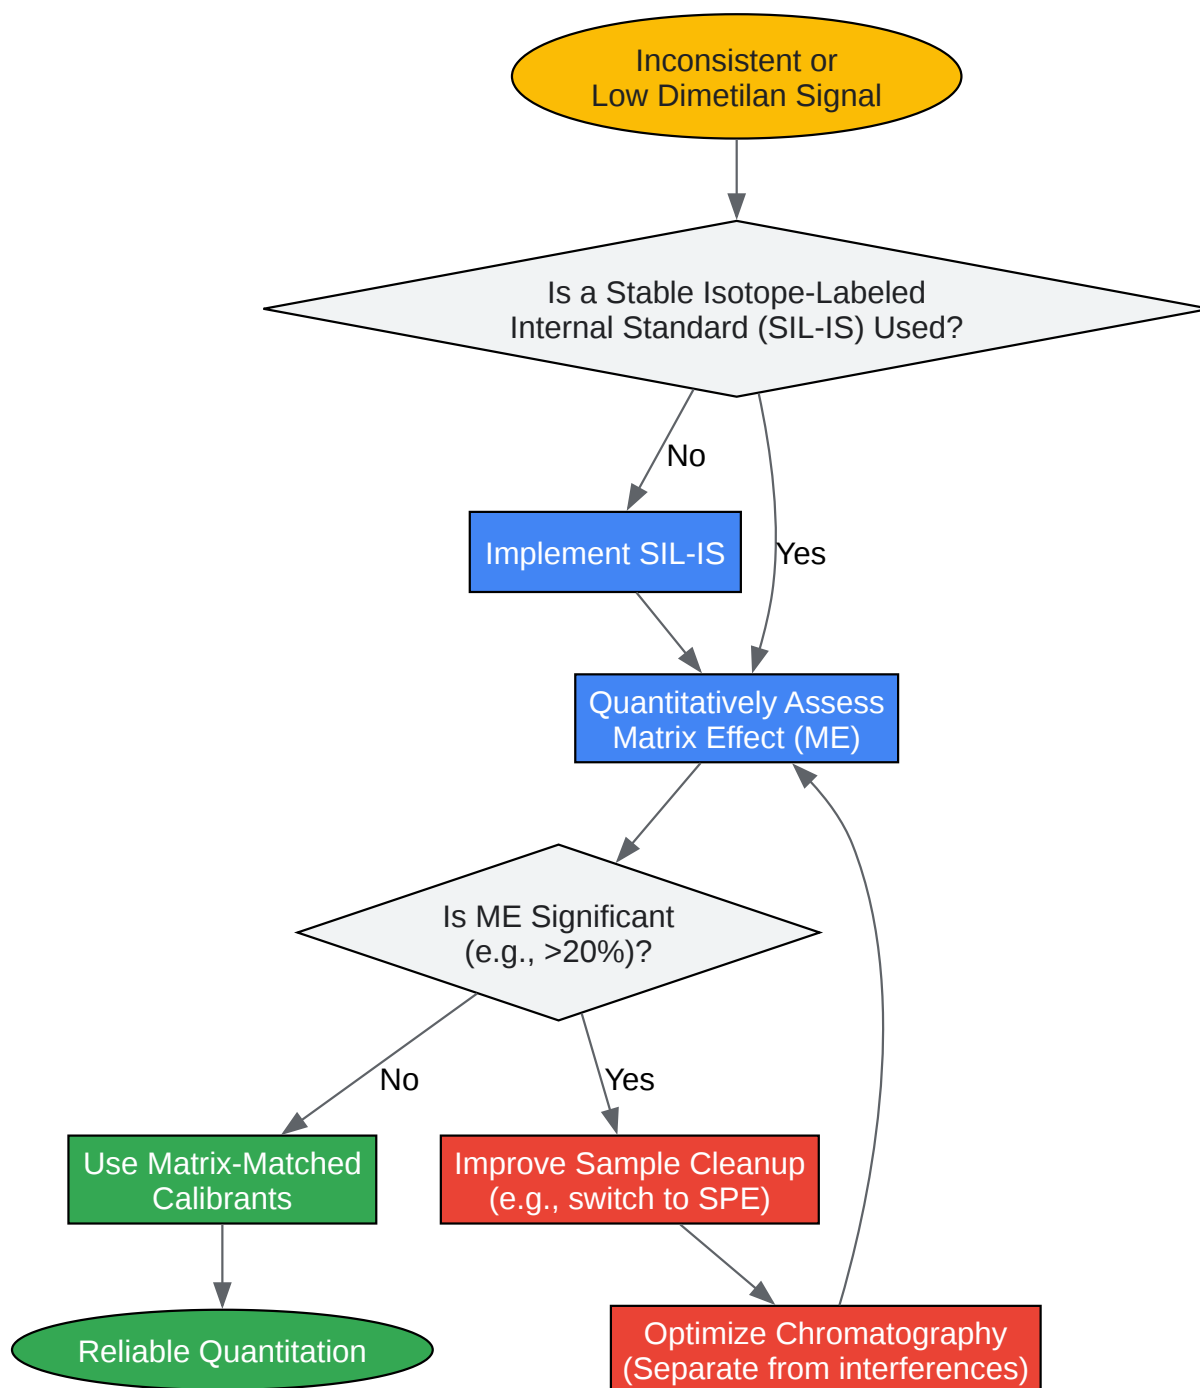 Inconsistent or
Low Dimetilan Signal
Is a Stable Isotope-Labeled
Internal Standard (SIL-IS) Used?
No
Implement SIL-IS
Yes
Quantitatively Assess
Matrix Effect (ME)
Is ME Significant
(e.g., >20%)?
No
Yes
Use Matrix-Matched
Calibrants
Improve Sample Cleanup
(e.g., switch to SPE)
Reliable Quantitation
Optimize Chromatography
(Separate from interferences)